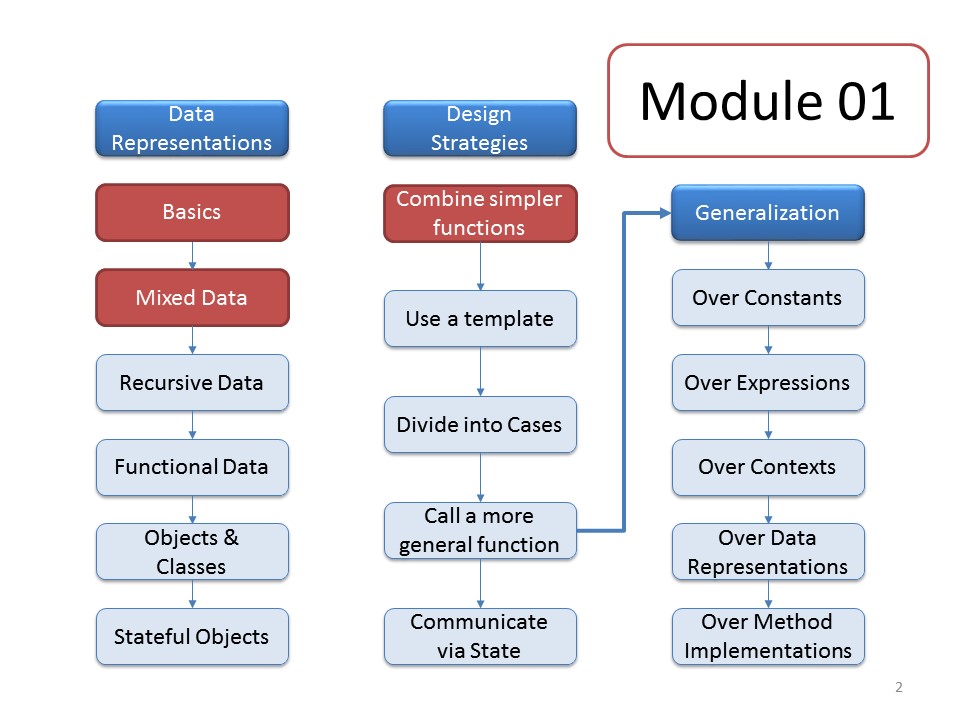 Module 01
Data
Representations
Basics
Mixed Data
Recursive Data
Functional Data
Objects &
Classes
Stateful Objects
Design
Strategies
Combine simpler
functions
Use a template
Divide into Cases
Call a more
general function
Communicate
via State
Generalization
Over Constants
Over Expressions
Over Contexts
Over Data
Representations
Over Method
Implementations
2